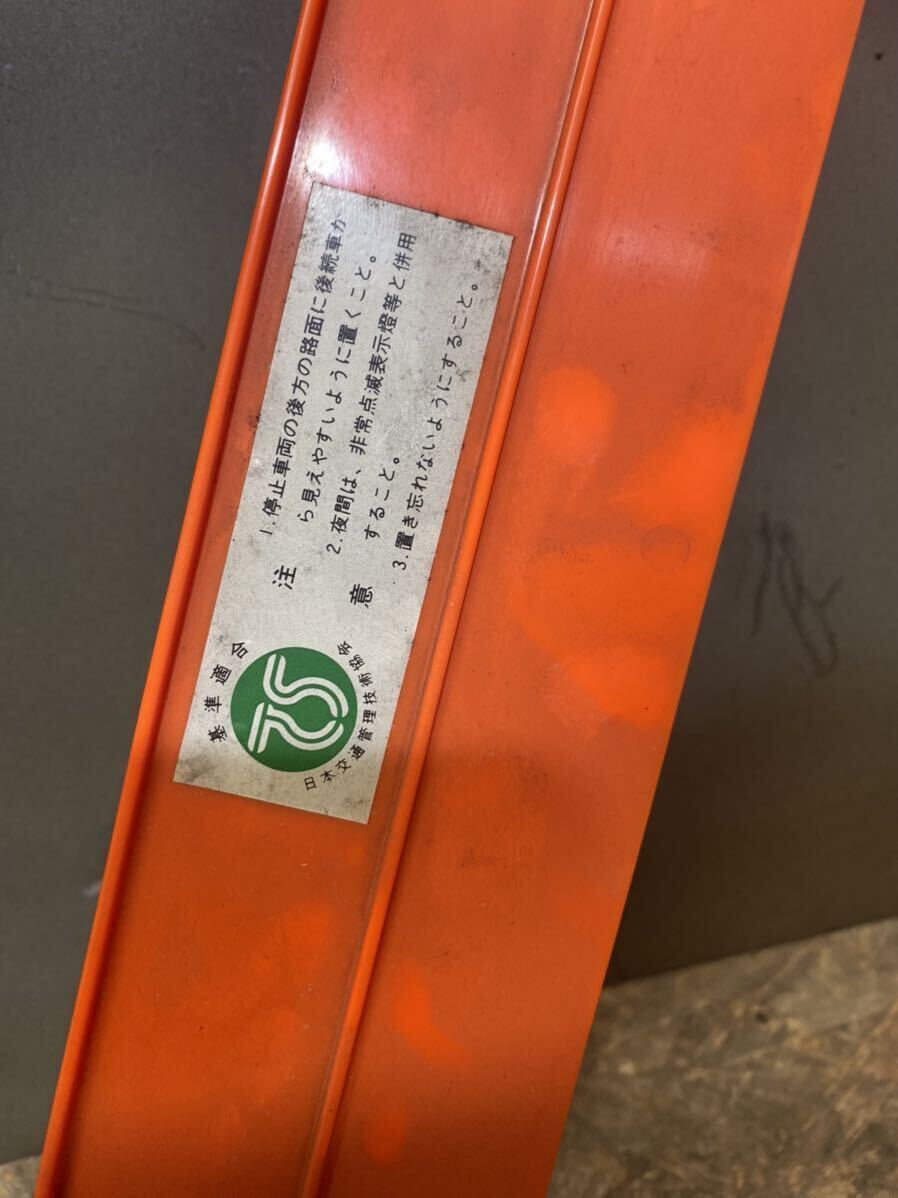 注意
1.停止車両の後方の路面に後続車か
ら見えやすいように置くこと。
2.夜間は、非常点滅表示燈等と併用
すること。
3.置き忘れないようにすること。
基準適合
TS
日本交通管理技術協会